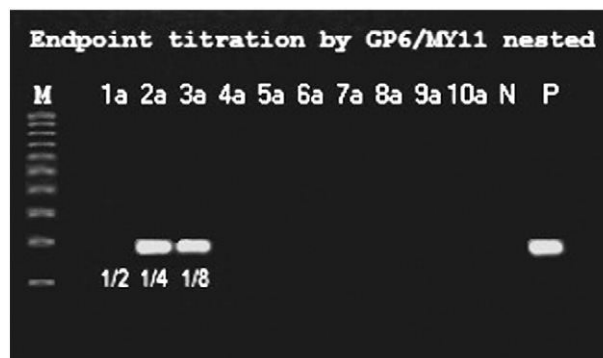 Endpoint titration by GP6/MY11 nested
M 1a 2a 3a 4a 5a 6a 7a 8a 9a 10a N P
1/2 1/4 1/8